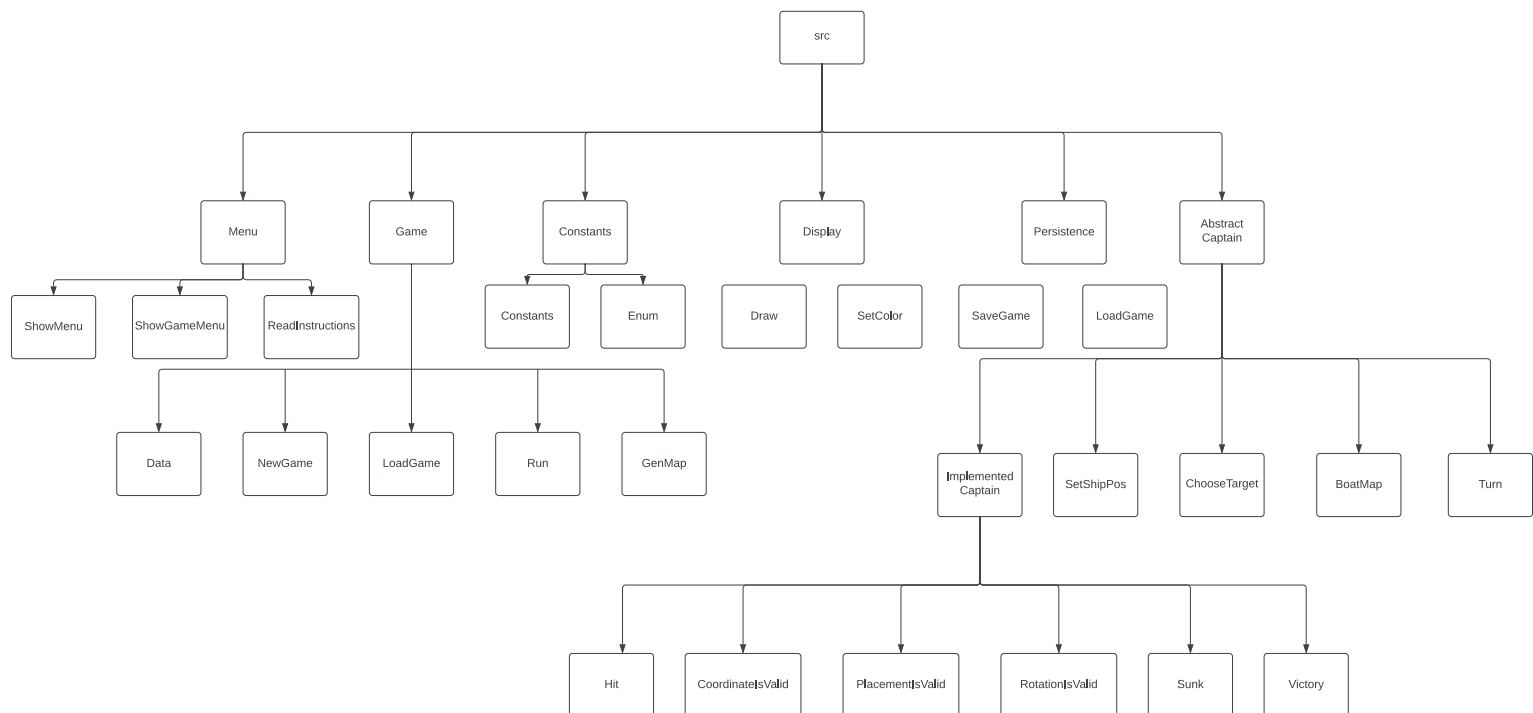 src
Menu
Game
Constants
Display
Persistence
Abstract
Captain
ShowMenu
ShowGameMenu
ReadInstructions
Constants
Enum
Draw
SetColor
SaveGame
LoadGame
Data
NewGame
LoadGame
Run
GenMap
Implemented
Captain
SetShipPos
ChooseTarget
BoatMap
Turn
Hit
CoordinateIsValid
PlacementIsValid
RotationIsValid
Sunk
Victory